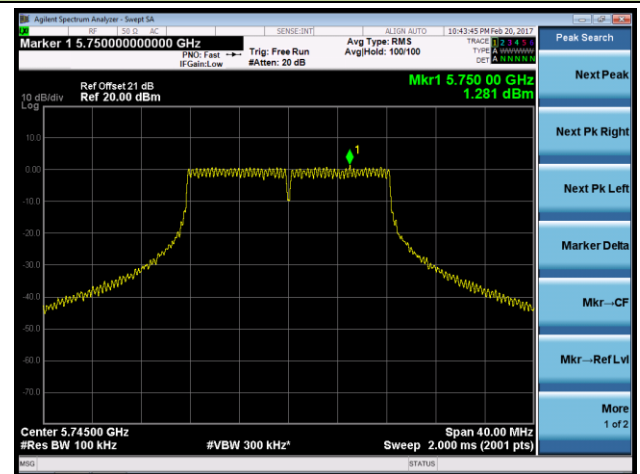 Agilent Spectrum Analyzer - Swept SA
RF 50 Ω AC SENSE:INT ALIGN AUTO 10:43:45 PM Feb 20, 2017
Marker 1 5.750000000000 GHz
PNO: Fast
IFGain:Low
Trig: Free Run
#Atten: 20 dB
Avg Type: RMS
Avg|Hold: 100/100
TRACE 1 2 3 4 5 6
TYPE A WWWWW
DET A N N N N N
Peak Search
Ref Offset 21 dB
10 dB/div Ref 20.00 dBm
Log
Mkr1 5.750 00 GHz
1.281 dBm
Next Peak
10.0
Next Pk Right
1
0.00
Next Pk Left
-10.0
-20.0
Marker Delta
-30.0
Mkr→CF
-40.0
-50.0
Mkr→Ref Lvl
-60.0
-70.0
More
1 of 2
Center 5.74500 GHz Span 40.00 MHz
#Res BW 100 kHz #VBW 300 kHz* Sweep 2.000 ms (2001 pts)
MSG STATUS